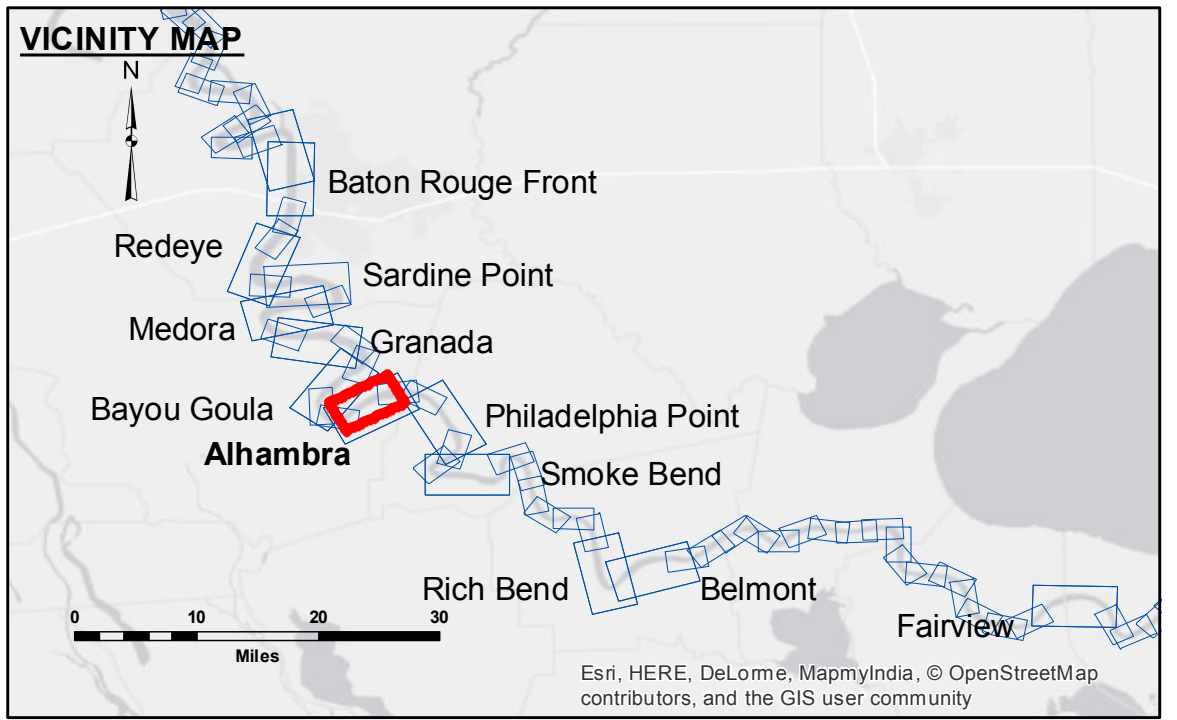 VICINITY MAP
N
Baton Rouge Front
Redeye
Sardine Point
Medora
Granada
Bayou Goula
Philadelphia Point
Alhambra
Smoke Bend
Rich Bend
Belmont
Fairview
0 10 20 30
Miles
Esri, HERE, DeLorme, MapmyIndia, © OpenStreetMap
contributors, and the GIS user community